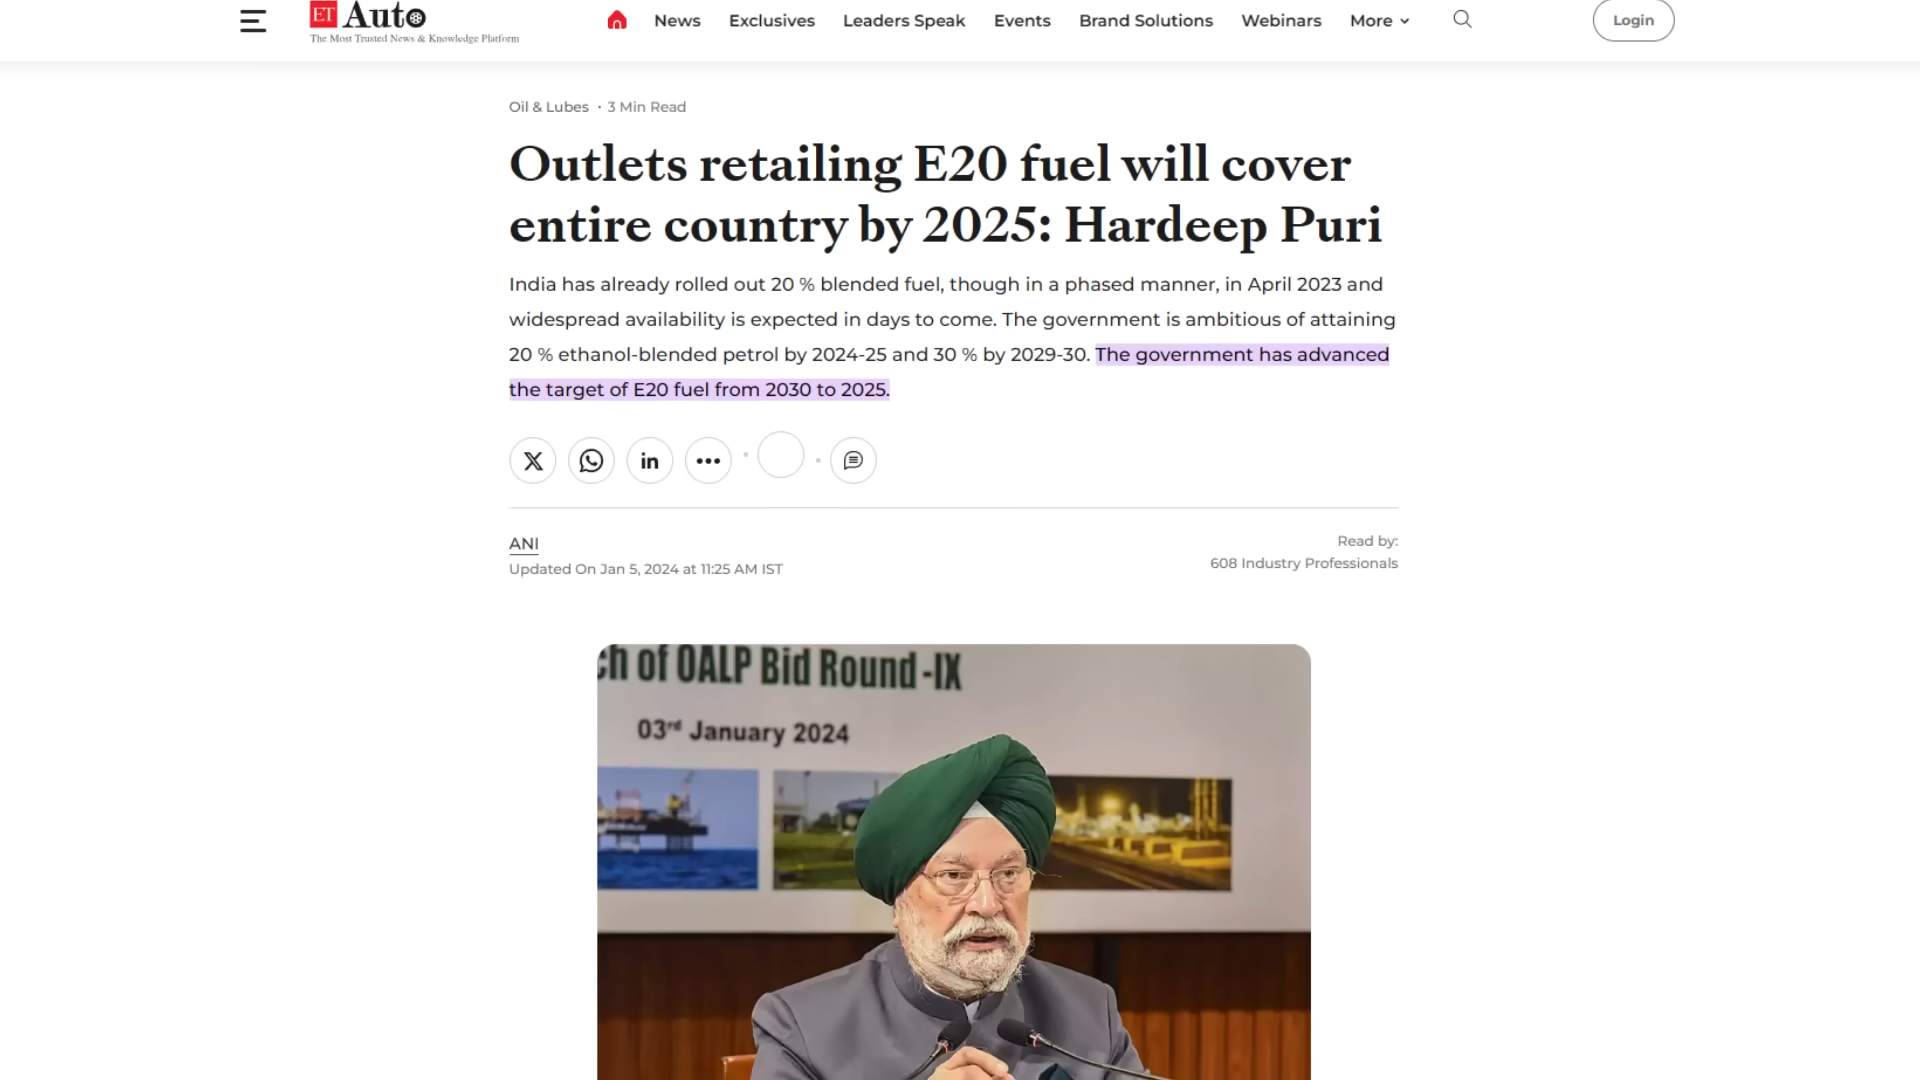 ET Auto
The Most Trusted News & Knowledge Platform
News Exclusives Leaders Speak Events Brand Solutions Webinars More Login
Oil & Lubes · 3 Min Read
Outlets retailing E20 fuel will cover
entire country by 2025: Hardeep Puri
India has already rolled out 20 % blended fuel, though in a phased manner, in April 2023 and
widespread availability is expected in days to come. The government is ambitious of attaining
20 % ethanol-blended petrol by 2024-25 and 30 % by 2029-30. The government has advanced
the target of E20 fuel from 2030 to 2025.
ANI
Updated On Jan 5, 2024 at 11:25 AM IST
Read by:
608 Industry Professionals
ch of OALP Bid Round -IX
03rd January 2024